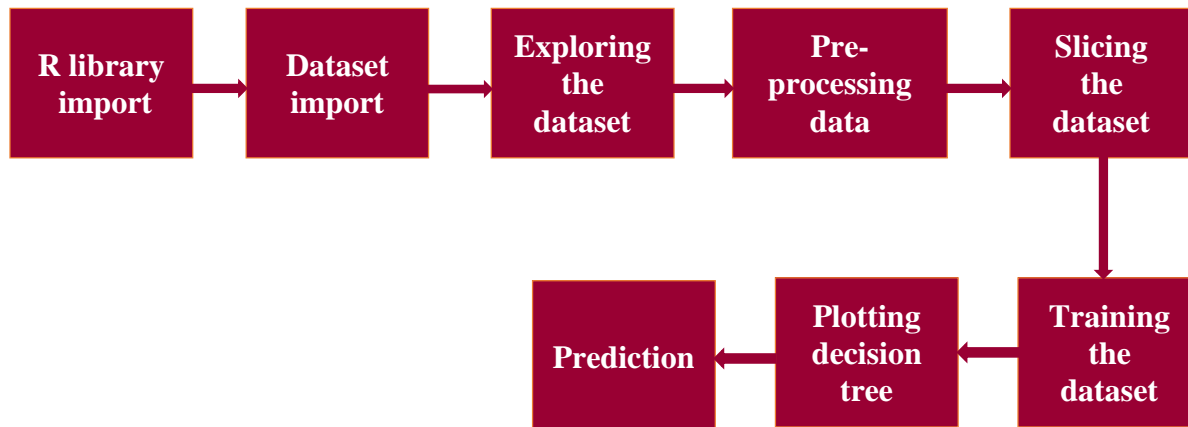 R library
import
Dataset
import
Exploring
the
dataset
Pre-
processing
data
Slicing
the
dataset
Training
the
dataset
Plotting
decision
tree
Prediction